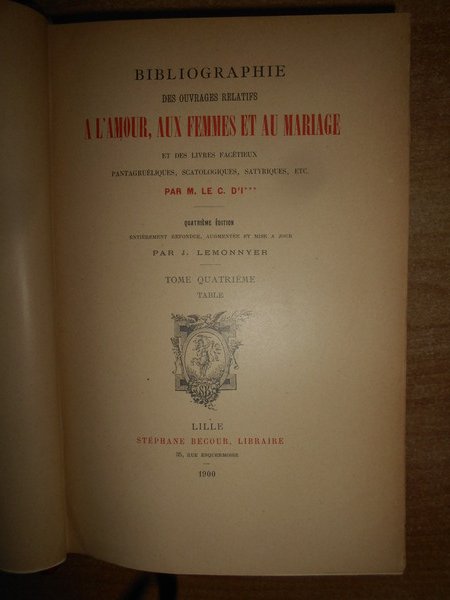 BIBLIOGRAPHIE
DES OUVRAGES RELATIFS
A L'AMOUR, AUX FEMMES ET AU MARIAGE
ET DES LIVRES FACÉTIEUX
PANTAGRUÉLIQUES, SCATOLOGIQUES, SATYRIQUES, ETC.
PAR M. LE C. D'I***
QUATRIÈME ÉDITION
ENTIÈREMENT REFONDUE, AUGMENTÉE ET MISE A JOUR
PAR J. LEMONNYER
TOME QUATRIÈME
TABLE
LILLE
STÉPHANE BECOUR, LIBRAIRE
35, RUE ESQUERMOISE
1900